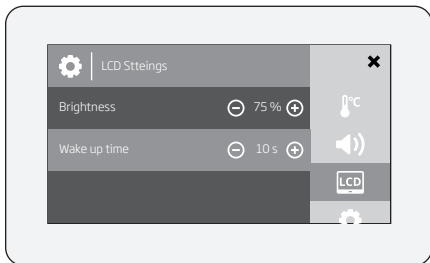 LCD Stteings
Brightness 75 %
Wake up time 10 s
°C
LCD